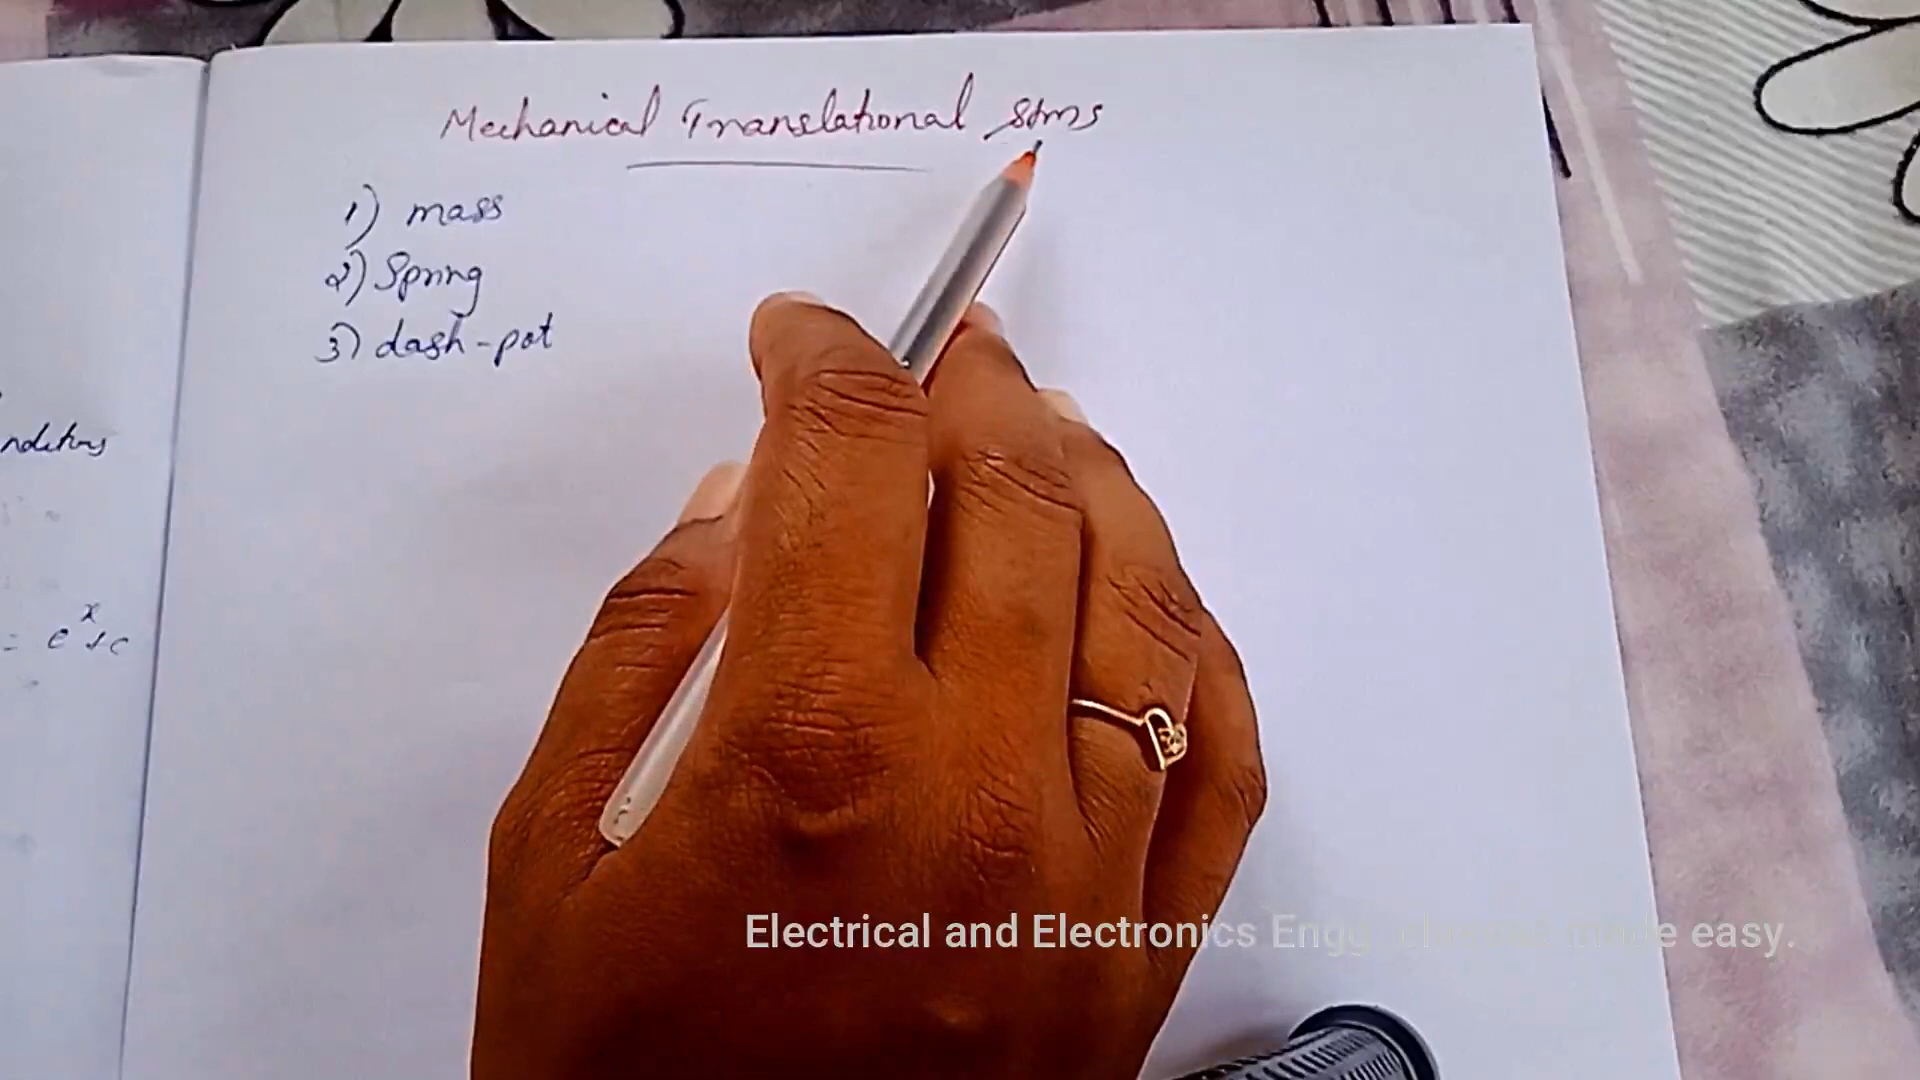 Mechanical Translational Stms
1) mass
2) Spring
3) dash-pot
= e^x + c
Electrical and Electronics Engg made easy.